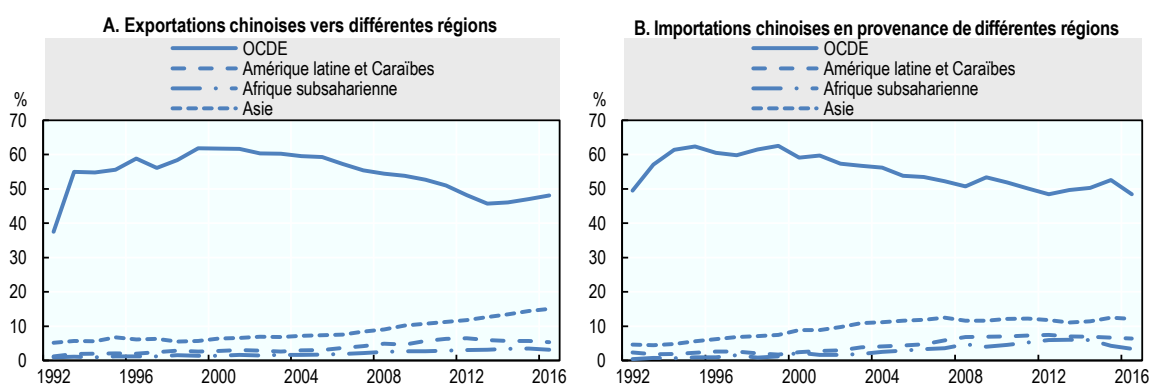 A. Exportations chinoises vers différentes régions
OCDE
Amérique latine et Caraïbes
Afrique subsaharienne
Asie
%
70
60
50
40
30
20
10
0
1992 1996 2000 2004 2008 2012 2016
B. Importations chinoises en provenance de différentes régions
OCDE
Amérique latine et Caraïbes
Afrique subsaharienne
Asie
%
70
60
50
40
30
20
10
0
1992 1996 2000 2004 2008 2012 2016